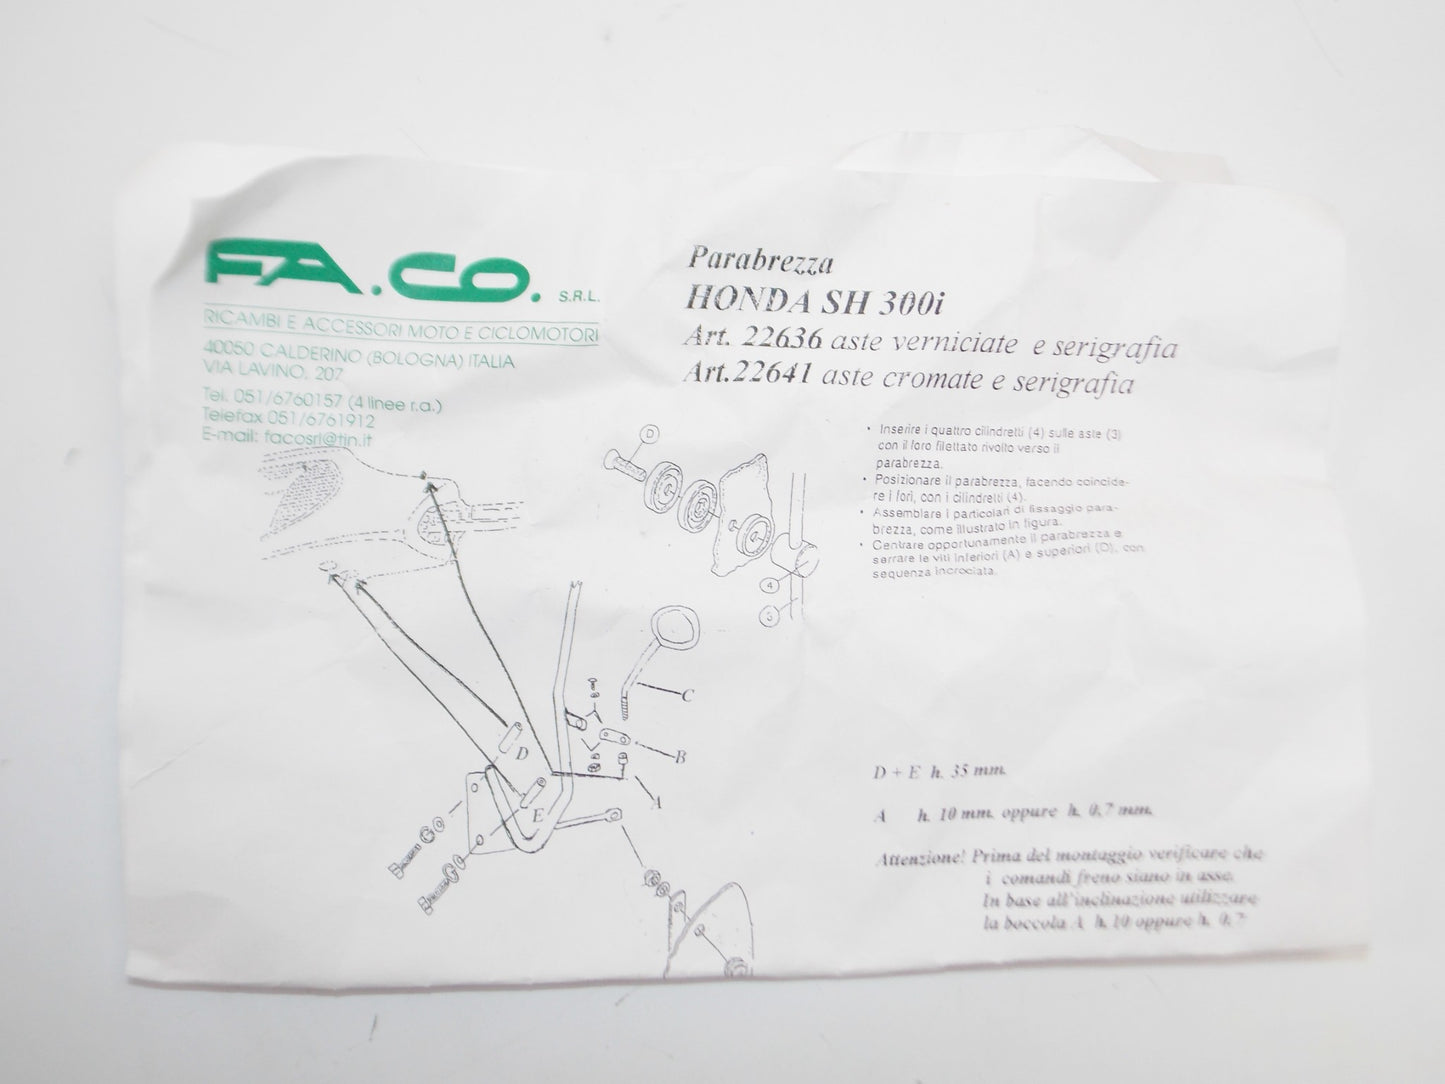 FA.CO. S.R.L.
RICAMBI E ACCESSORI MOTO E CICLOMOTORI
40050 CALDERINO (BOLOGNA) ITALIA
VIA LAVINO, 207
Tel. 051/6760157 (4 linee r.a.)
Telefax 051/6761912
E-mail: facosrl@tin.it
Parabrezza
HONDA SH 300i
Art. 22636 aste verniciate e serigrafia
Art.22641 aste cromate e serigrafia
• Inserire i quattro cilindretti (4) sulle aste (3)
con il foro filettato rivolto verso il
parabrezza.
• Posizionare il parabrezza, facendo coincide-
re i fori, con i cilindretti (4).
• Assemblare i particolari di fissaggio para-
brezza, come illustrato in figura.
• Centrare opportunamente il parabrezza e
serrare le viti inferiori (A) e superiori (D), con
sequenza incrociata.
D
4
3
C
B
A
D
E
D + E h. 35 mm.
A h. 10 mm. oppure h. 0,7 mm.
Attenzione! Prima del montaggio verificare che
i comandi freno siano in asse.
In base all'inclinazione utilizzare
la boccola A h. 10 oppure h. 0,7